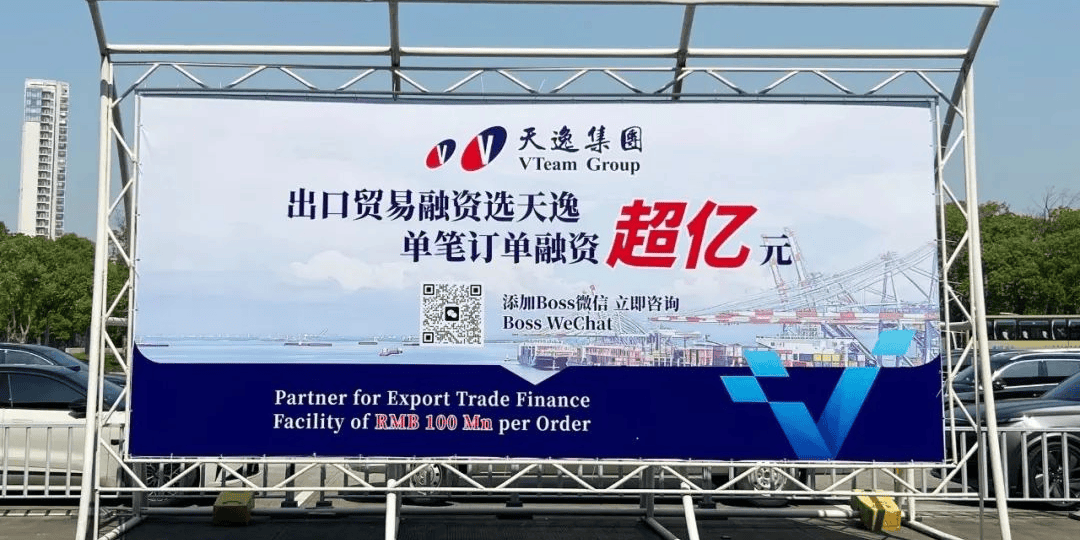 天逸集團
VTeam Group
出口贸易融资选天逸
单笔订单融资超亿元
添加Boss微信 立即咨询
Boss WeChat
Partner for Export Trade Finance
Facility of RMB 100 Mn per Order